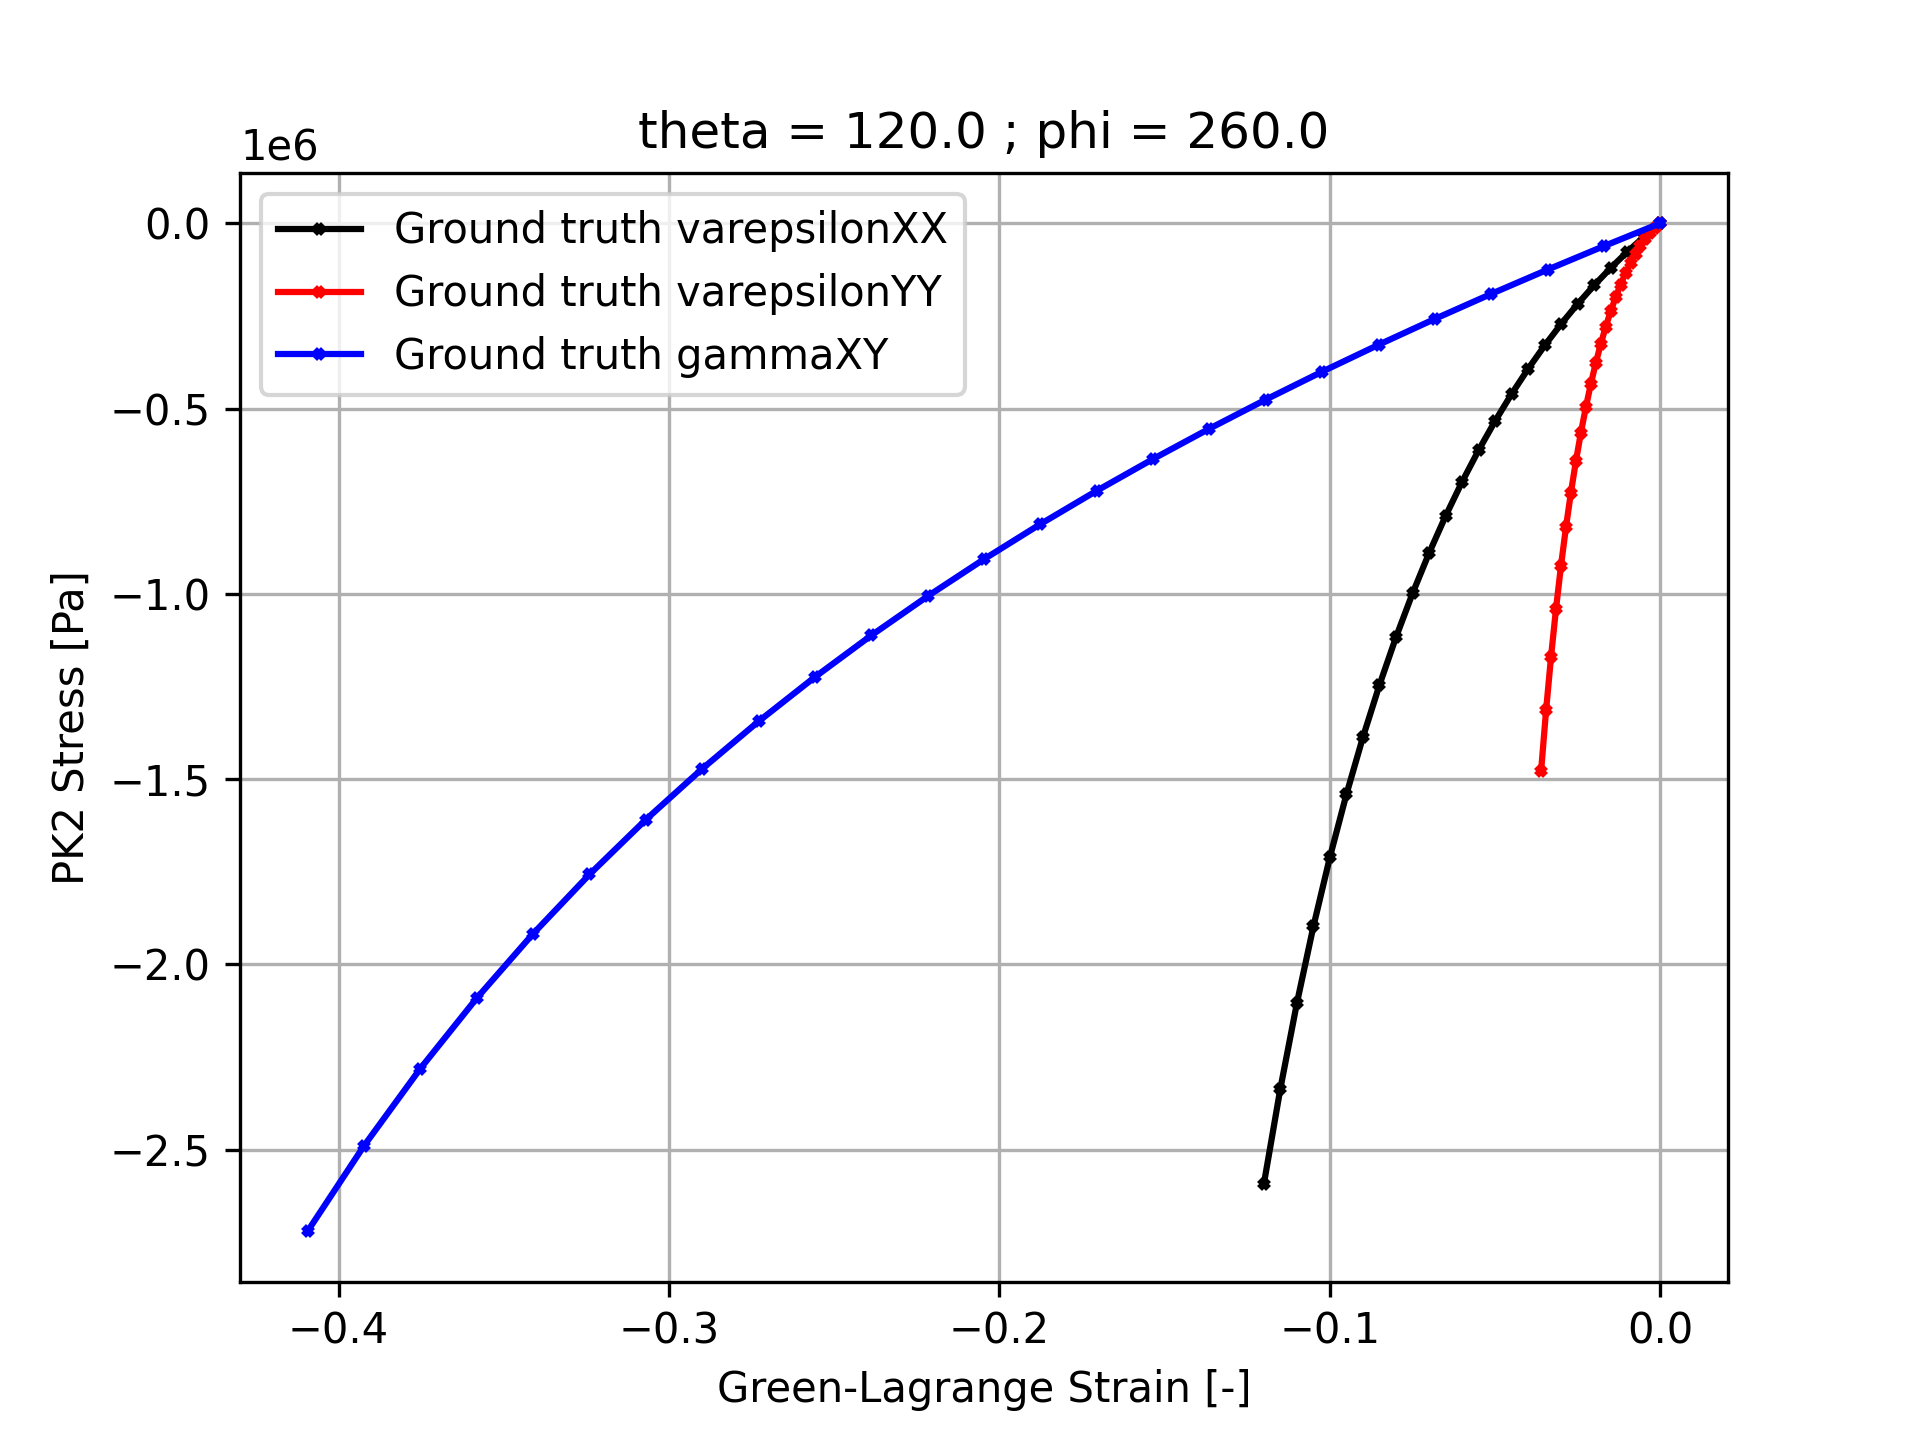 theta = 120.0 ; phi = 260.0
1e6
Ground truth varepsilonXX
Ground truth varepsilonYY
Ground truth gammaXY
0.0
−0.5
−1.0
−1.5
−2.0
−2.5
PK2 Stress [Pa]
−0.4 −0.3 −0.2 −0.1 0.0
Green-Lagrange Strain [-]